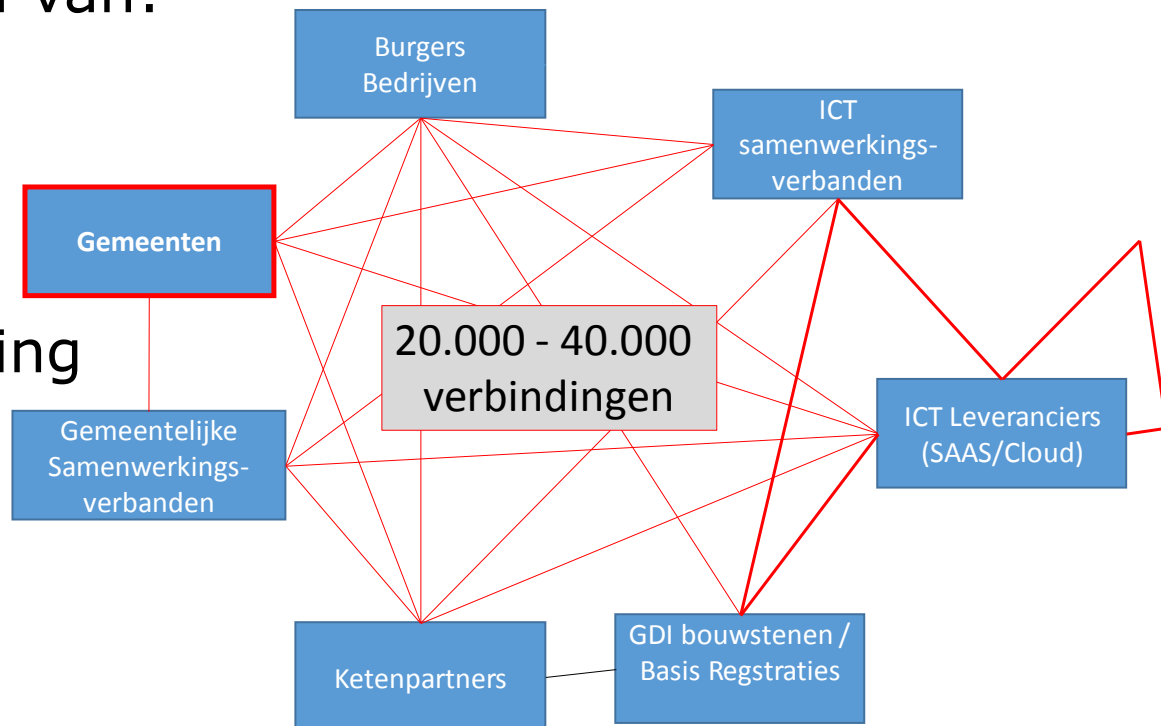 van:
Burgers
Bedrijven
ICT
samenwerkings-
verbanden
Gemeenten
ing
20.000 - 40.000
verbindingen
Gemeentelijke
Samenwerkings-
verbanden
ICT Leveranciers
(SAAS/Cloud)
Ketenpartners
GDI bouwstenen /
Basis Regstraties